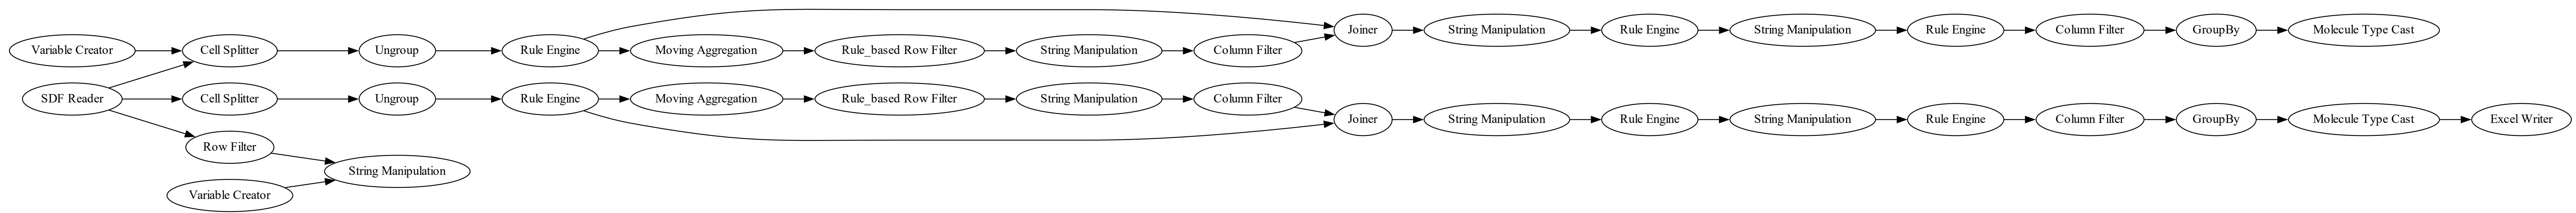 Variable Creator
Cell Splitter
Ungroup
Rule Engine
Moving Aggregation
Rule_based Row Filter
String Manipulation
Column Filter
Joiner
String Manipulation
Rule Engine
String Manipulation
Rule Engine
Column Filter
GroupBy
Molecule Type Cast
SDF Reader
Cell Splitter
Ungroup
Rule Engine
Moving Aggregation
Rule_based Row Filter
String Manipulation
Column Filter
Joiner
String Manipulation
Rule Engine
String Manipulation
Rule Engine
Column Filter
GroupBy
Molecule Type Cast
Excel Writer
Row Filter
String Manipulation
Variable Creator